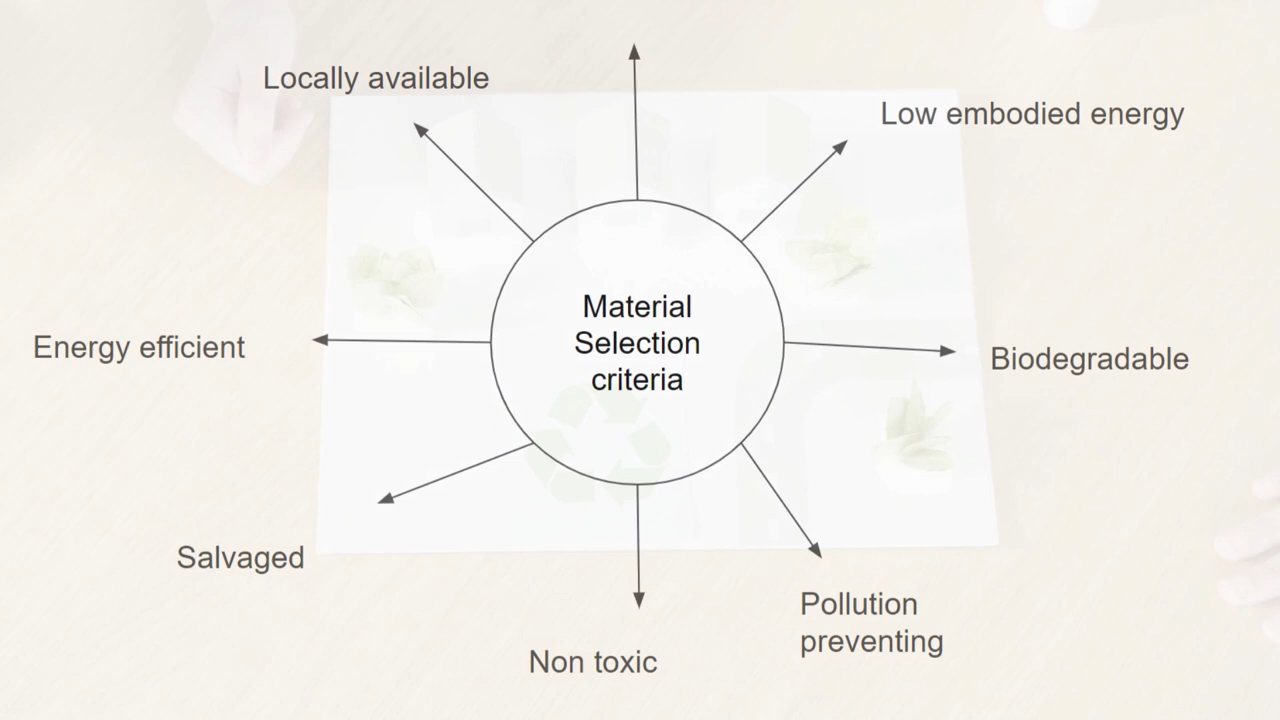 Locally available
Low embodied energy
Material
Selection
criteria
Energy efficient
Biodegradable
Salvaged
Pollution
preventing
Non toxic